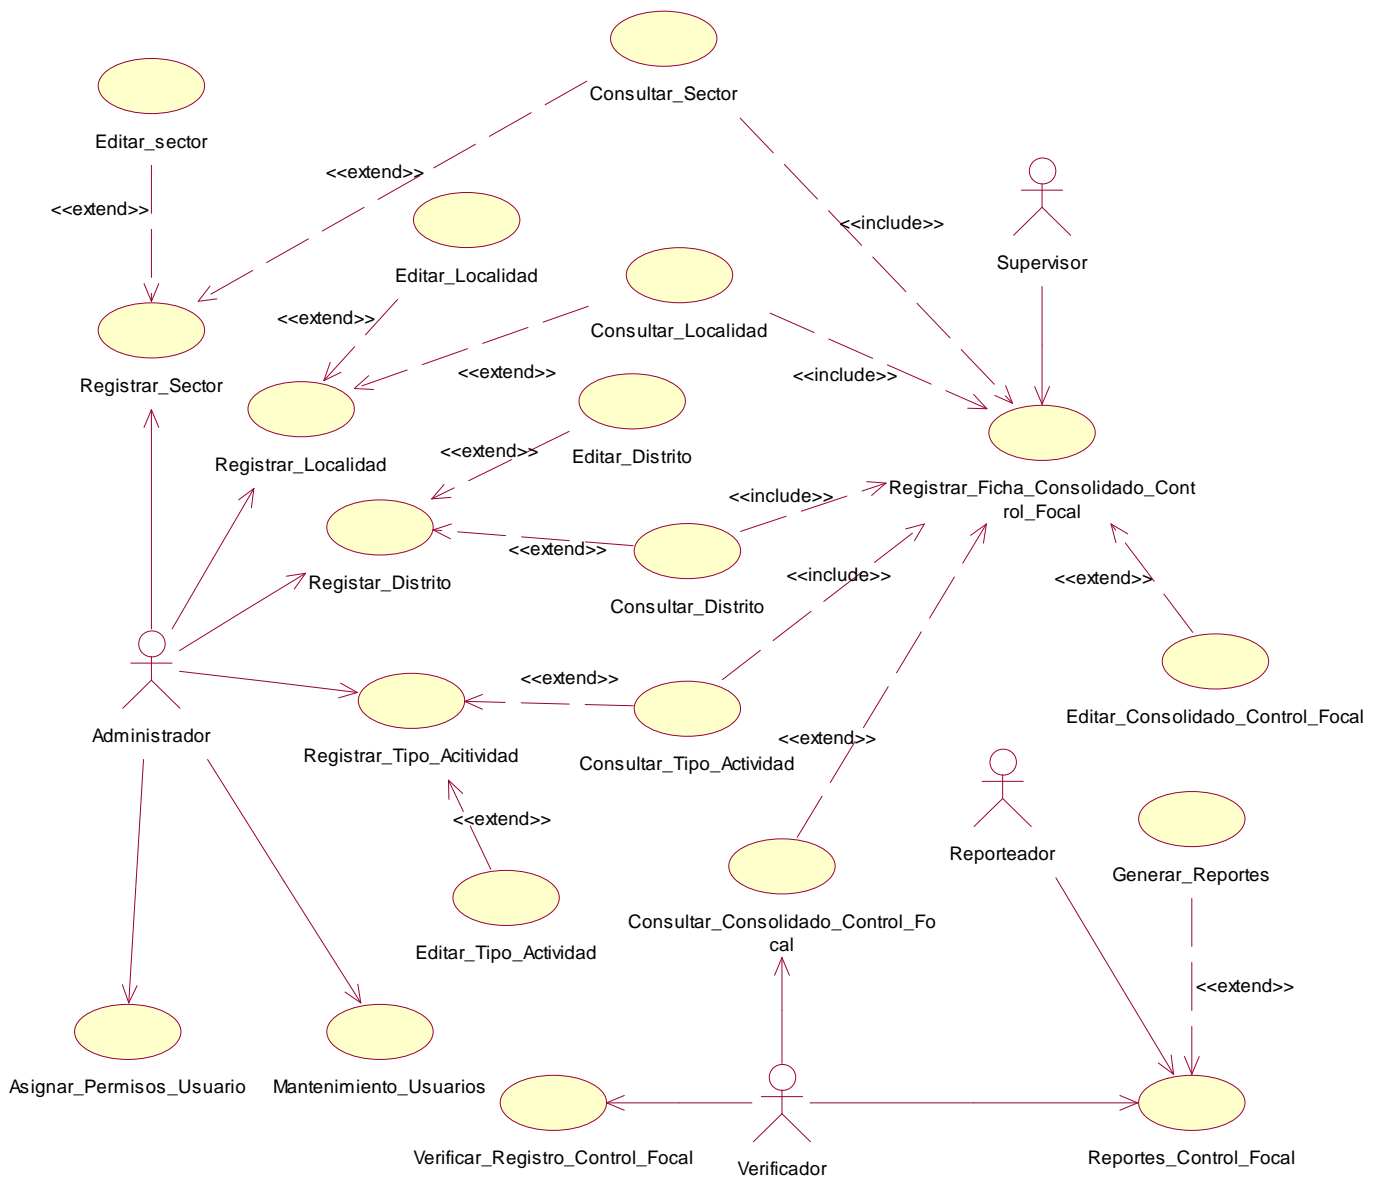 Consultar_Sector
Editar_sector
<<extend>>
<<extend>>
<<include>>
Supervisor
Editar_Localidad
<<extend>>
Consultar_Localidad
<<extend>>
<<include>>
Registrar_Sector
Registrar_Localidad
<<extend>>
Editar_Distrito
<<include>>
Registrar_Ficha_Consolidado_Cont
rol_Focal
<<extend>>
Registar_Distrito
Consultar_Distrito
<<include>>
<<extend>>
<<extend>>
Editar_Consolidado_Control_Focal
Administrador
Registrar_Tipo_Acitividad
Consultar_Tipo_Actividad
<<extend>>
<<extend>>
Reporteador
Generar_Reportes
Editar_Tipo_Actividad
Consultar_Consolidado_Control_Fo
cal
<<extend>>
Asignar_Permisos_Usuario
Mantenimiento_Usuarios
Verificar_Registro_Control_Focal
Verificador
Reportes_Control_Focal